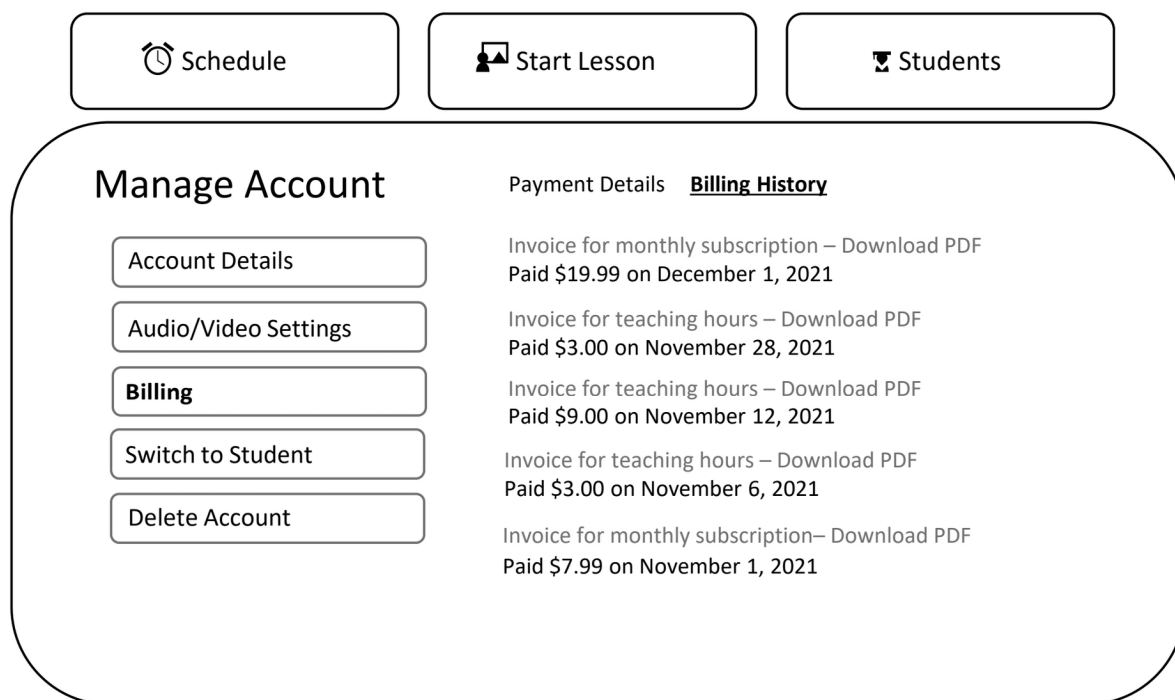 Schedule
Start Lesson
Students
Manage Account
Account Details
Audio/Video Settings
Billing
Switch to Student
Delete Account
Payment Details Billing History
Invoice for monthly subscription – Download PDF
Paid $19.99 on December 1, 2021
Invoice for teaching hours – Download PDF
Paid $3.00 on November 28, 2021
Invoice for teaching hours – Download PDF
Paid $9.00 on November 12, 2021
Invoice for teaching hours – Download PDF
Paid $3.00 on November 6, 2021
Invoice for monthly subscription– Download PDF
Paid $7.99 on November 1, 2021